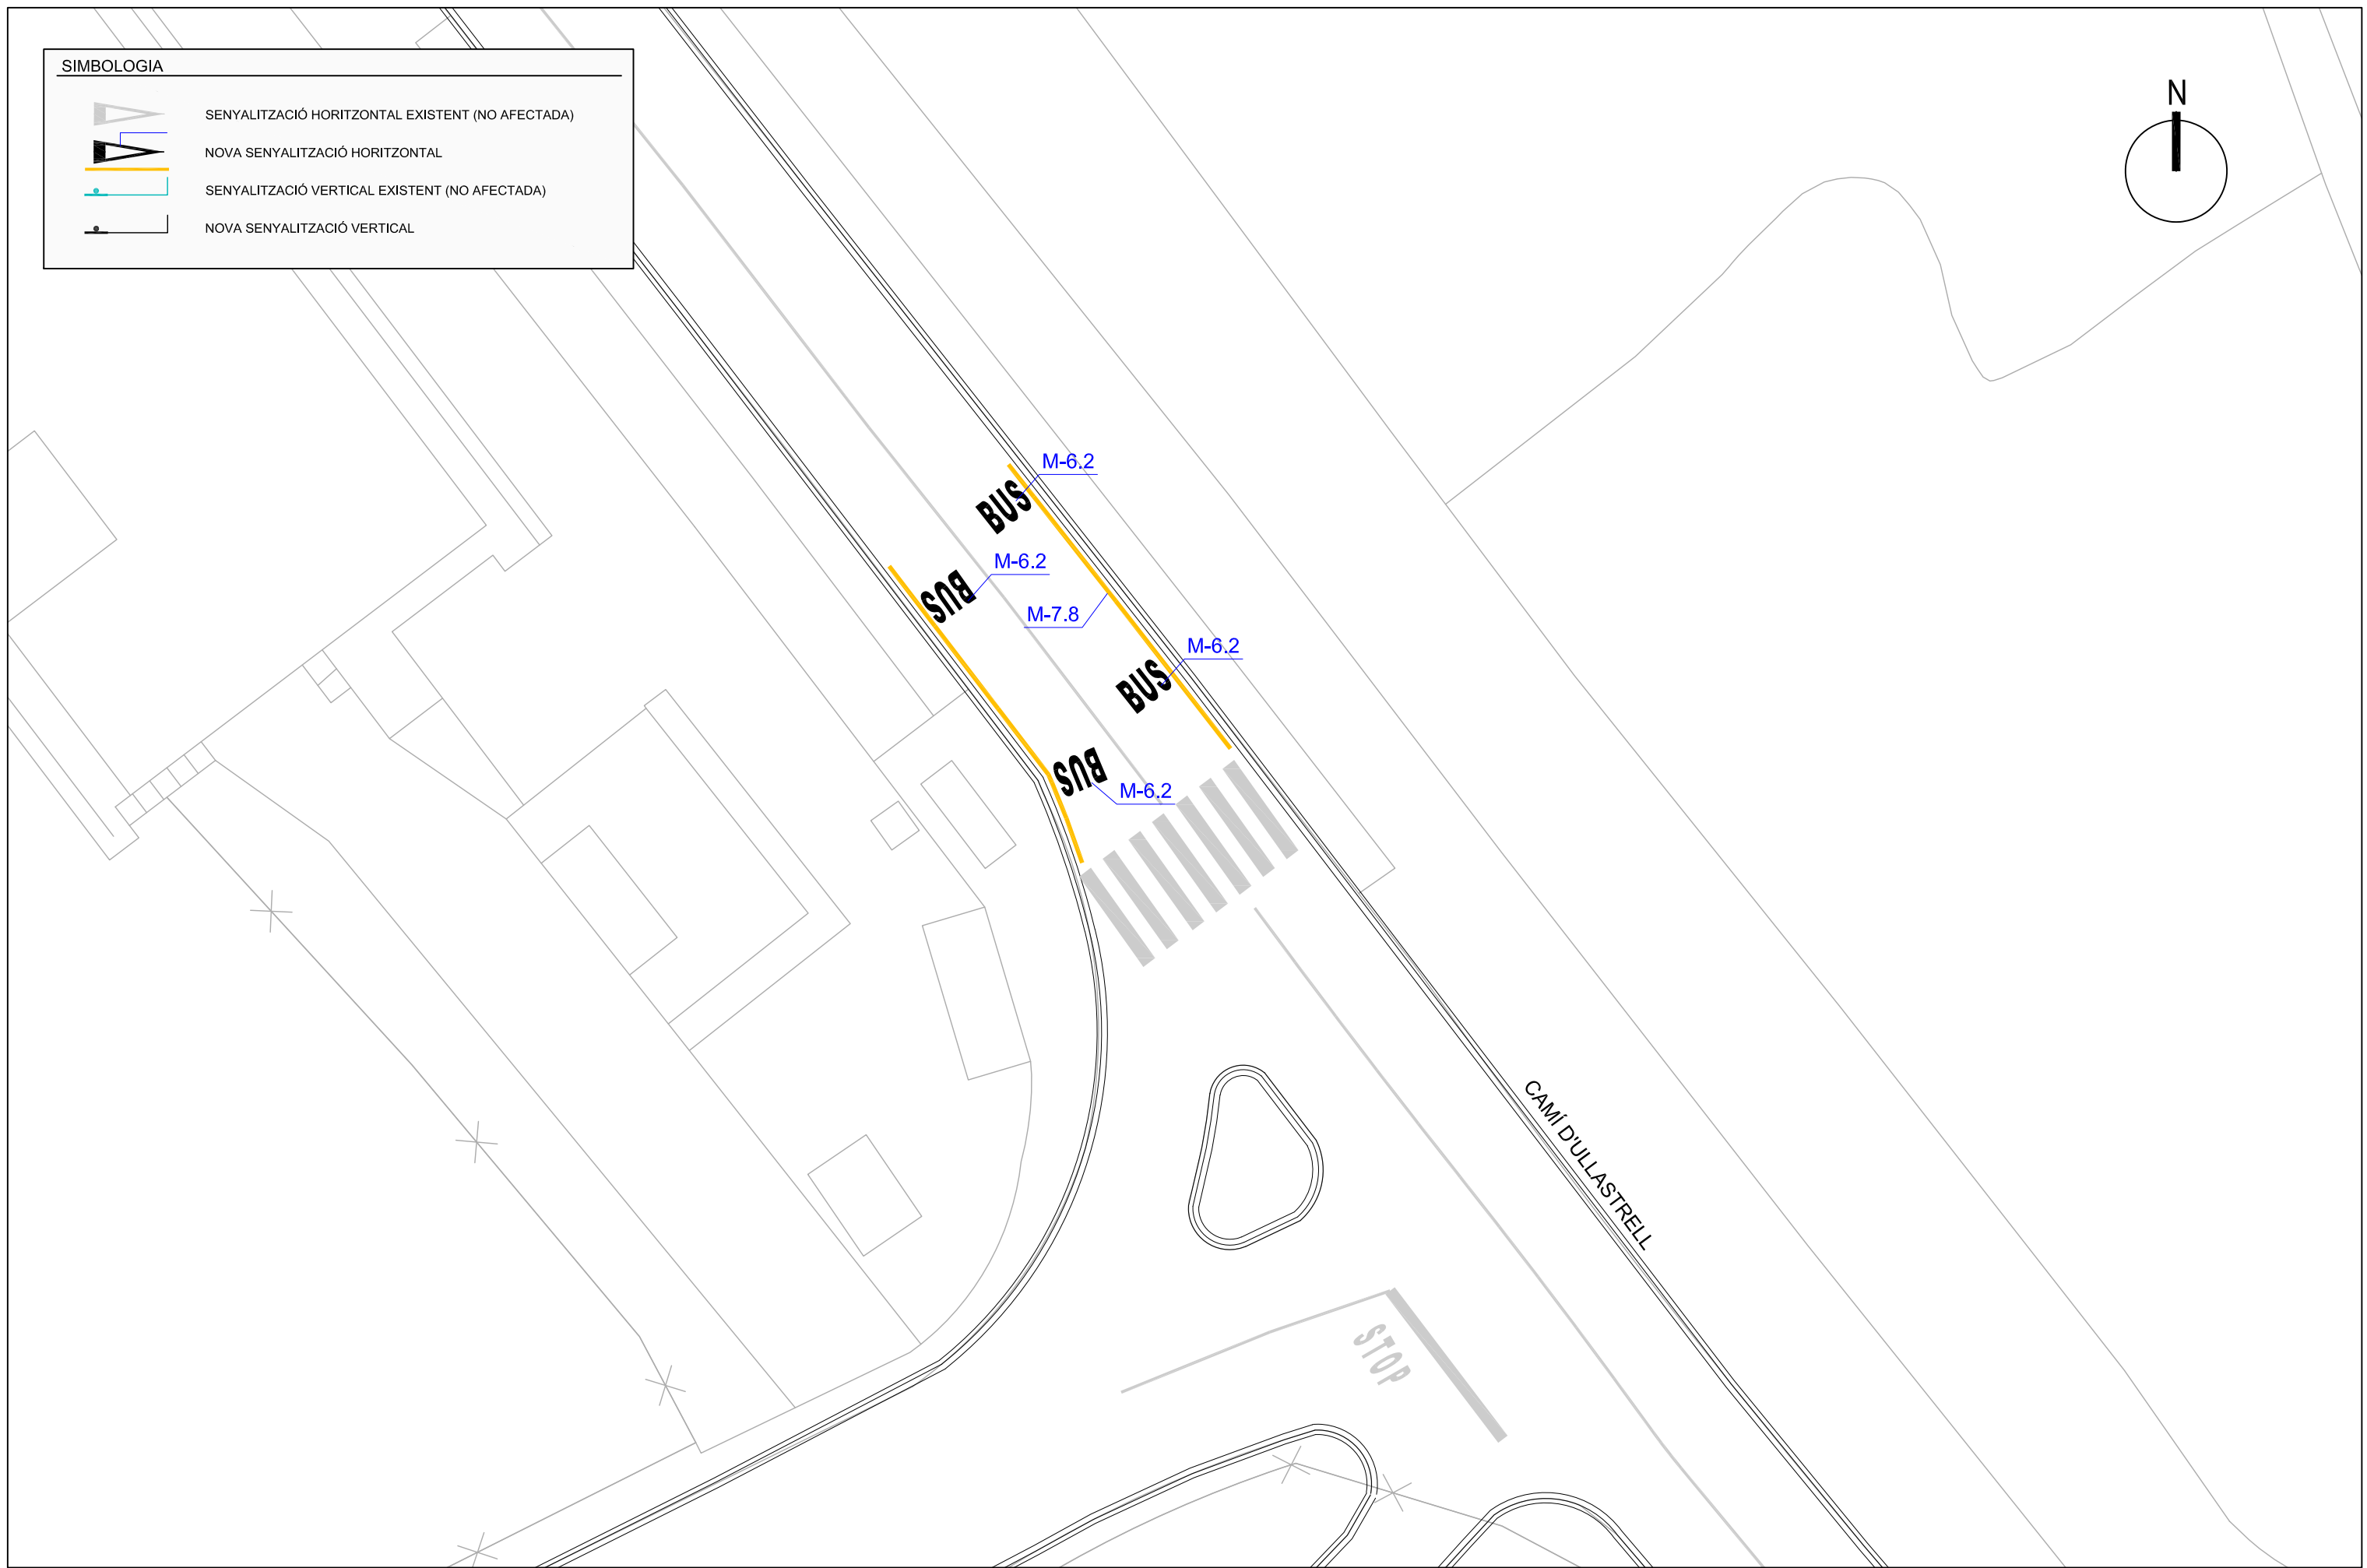 SIMBOLOGIA
SENYALITZACIÓ HORITZONTAL EXISTENT (NO AFECTADA)
NOVA SENYALITZACIÓ HORITZONTAL
SENYALITZACIÓ VERTICAL EXISTENT (NO AFECTADA)
NOVA SENYALITZACIÓ VERTICAL
N
M-6.2
BUS
M-6.2
BUS
M-7.8
M-6.2
BUS
BUS
M-6.2
CAMÍ D'ULLASTRELL
STOP